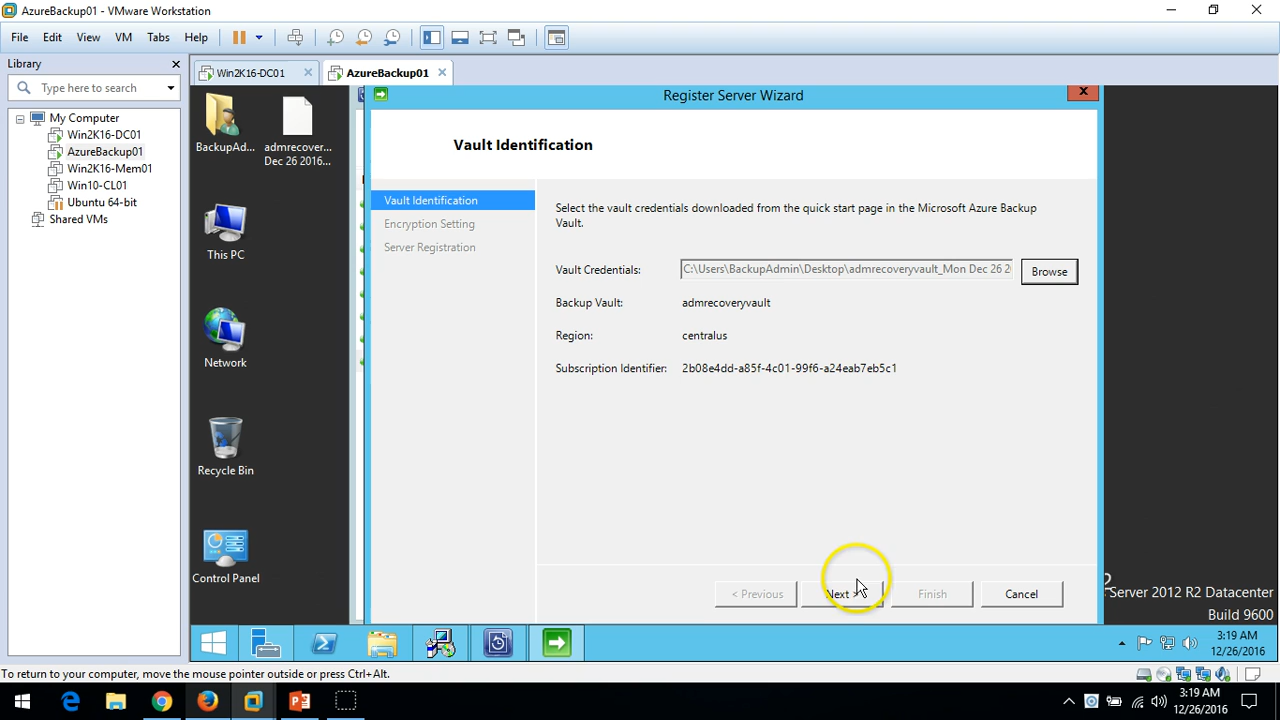 AzureBackup01 - VMware Workstation
File Edit View VM Tabs Help
Library
Type here to search
My Computer
Win2K16-DC01
AzureBackup01
Win2K16-Mem01
Win10-CL01
Ubuntu 64-bit
Shared VMs
Win2K16-DC01
AzureBackup01
BackupAd...
admrecover...
Dec 26 2016...
This PC
Network
Recycle Bin
Control Panel
Register Server Wizard
Vault Identification
Vault Identification
Encryption Setting
Server Registration
Select the vault credentials downloaded from the quick start page in the Microsoft Azure Backup
Vault.
Vault Credentials: C:\Users\BackupAdmin\Desktop\admrecoveryvault_Mon Dec 26 2 Browse
Backup Vault: admrecoveryvault
Region: centralus
Subscription Identifier: 2b08e4dd-a85f-4c01-99f6-a24eab7eb5c1
< Previous Next > Finish Cancel
Server 2012 R2 Datacenter
Build 9600
3:19 AM
12/26/2016
To return to your computer, move the mouse pointer outside or press Ctrl+Alt.
3:19 AM
12/26/2016